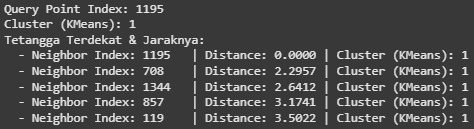 Query Point Index: 1195
Cluster (KMeans): 1
Tetangga Terdekat & Jaraknya:
- Neighbor Index: 1195 | Distance: 0.0000 | Cluster (KMeans): 1
- Neighbor Index: 708 | Distance: 2.2957 | Cluster (KMeans): 1
- Neighbor Index: 1344 | Distance: 2.6412 | Cluster (KMeans): 1
- Neighbor Index: 857 | Distance: 3.1741 | Cluster (KMeans): 1
- Neighbor Index: 119 | Distance: 3.5022 | Cluster (KMeans): 1